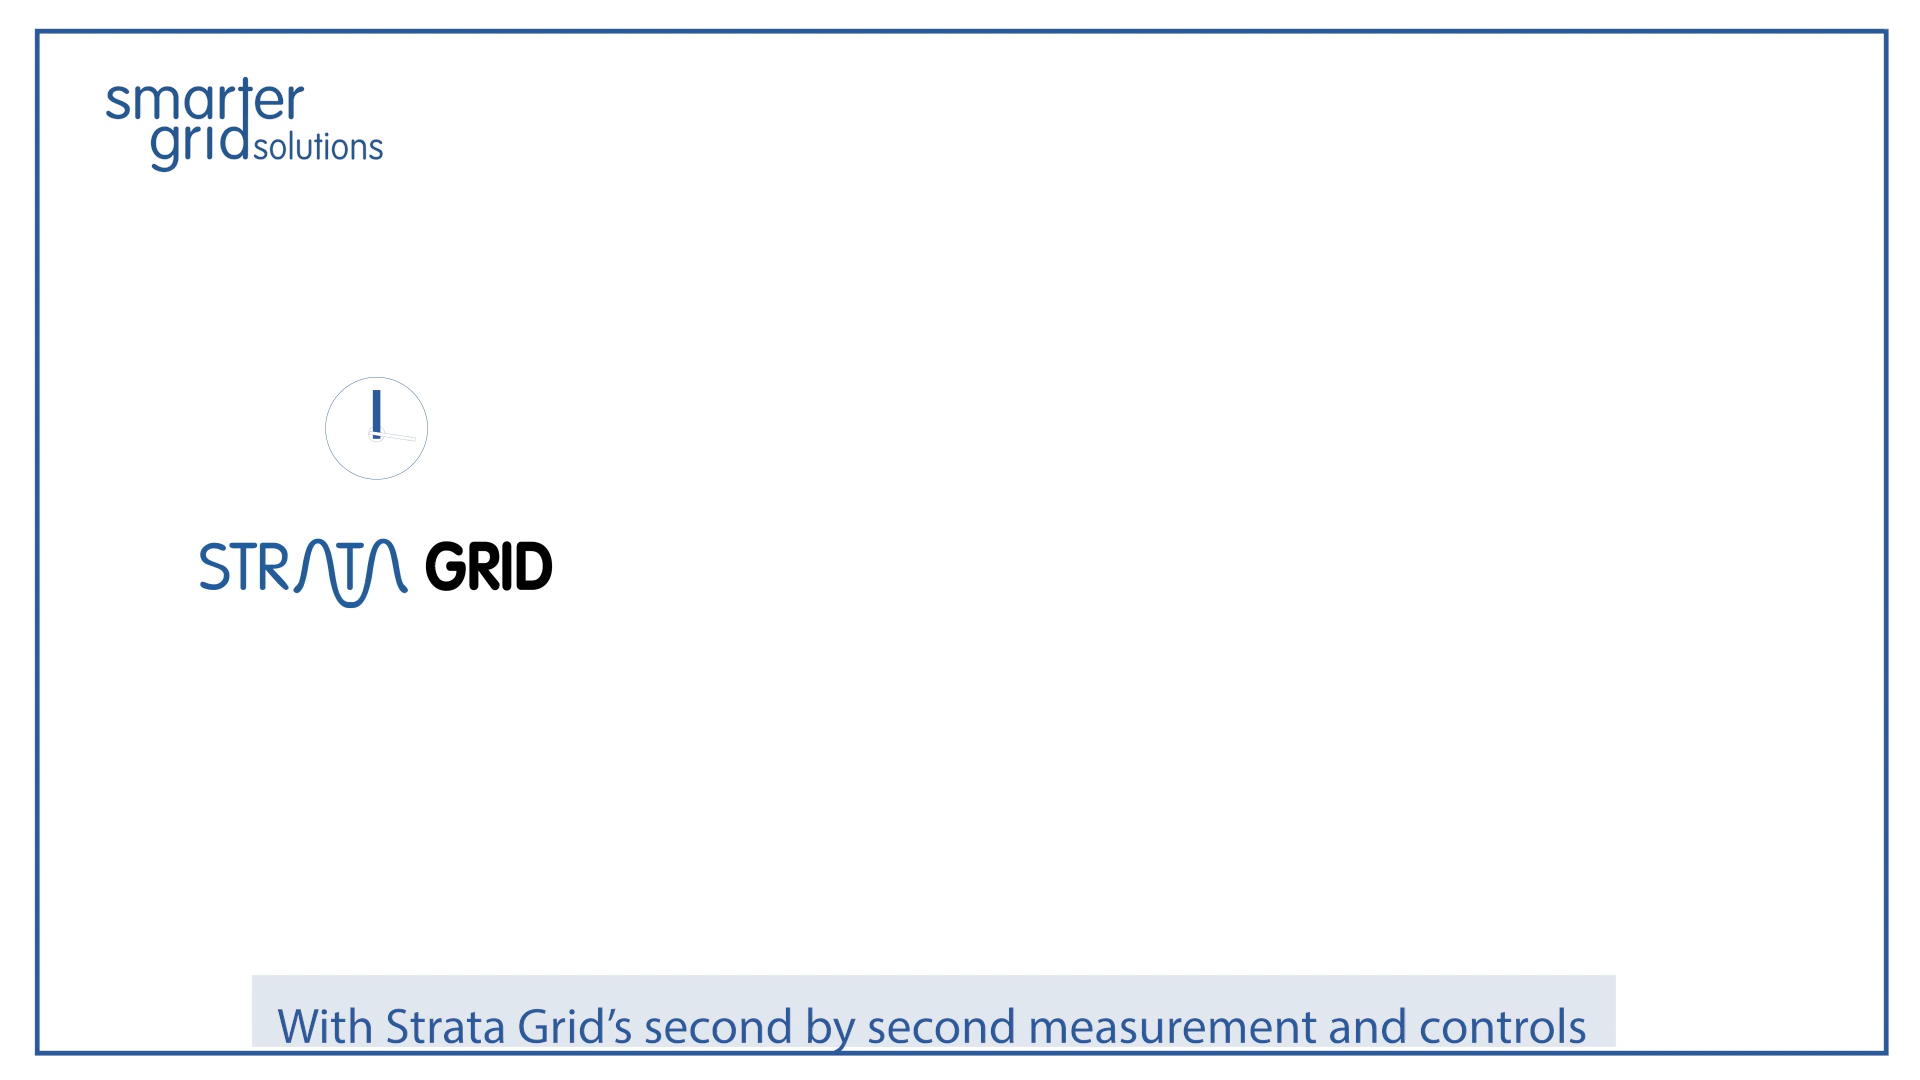 smarter
grid solutions
STRATA GRID
With Strata Grid’s second by second measurement and controls